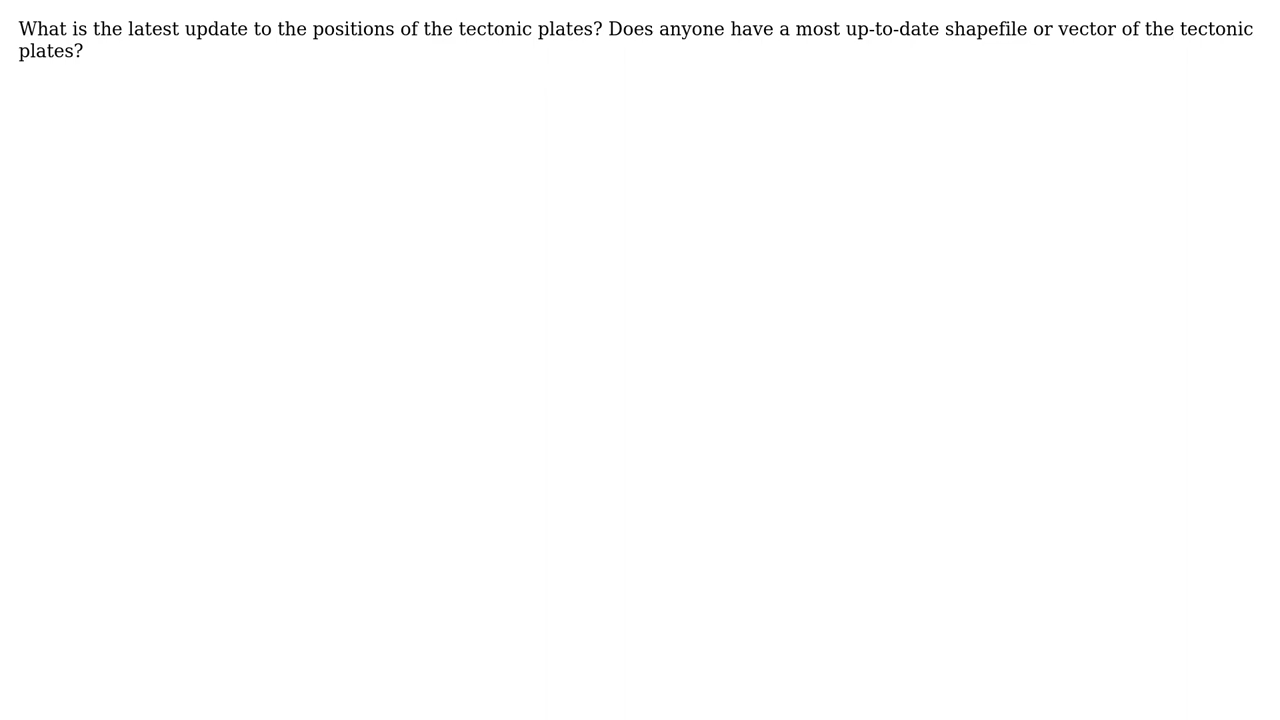 What is the latest update to the positions of the tectonic plates? Does anyone have a most up-to-date shapefile or vector of the tectonic
plates?